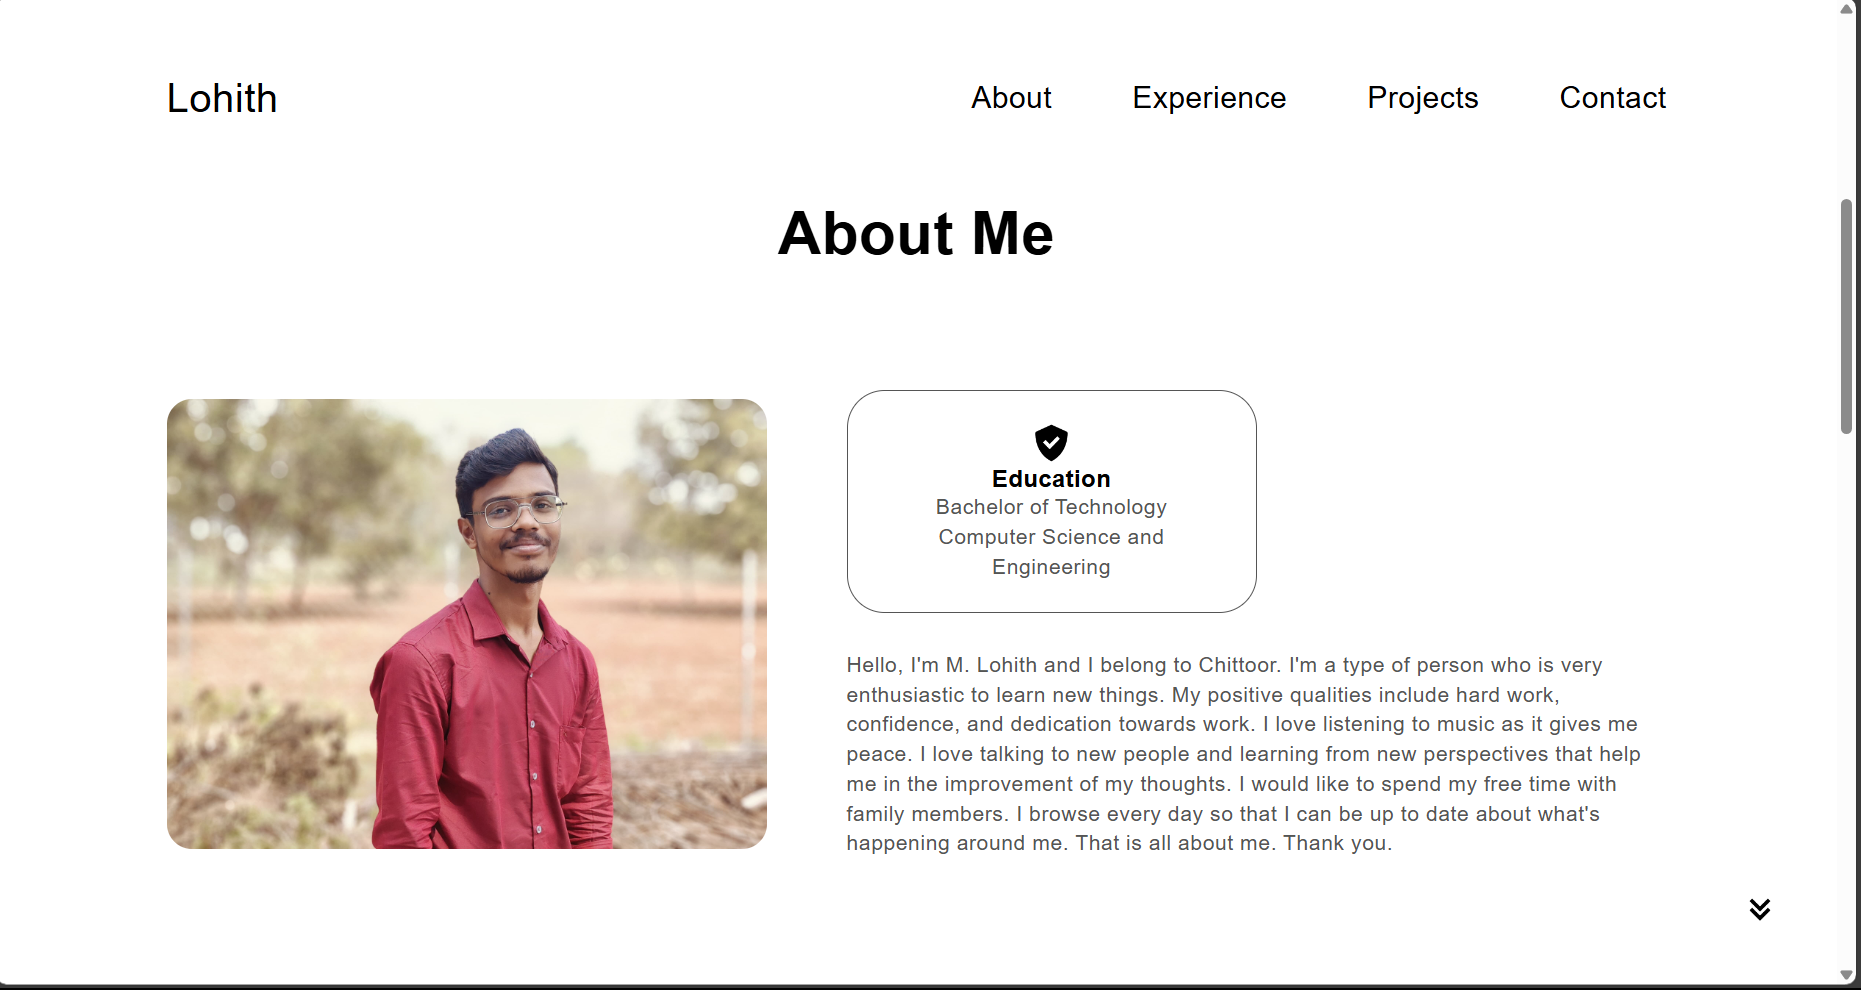 Lohith
About
Experience
Projects
Contact
About Me
Education
Bachelor of Technology
Computer Science and
Engineering
Hello, I'm M. Lohith and I belong to Chittoor. I'm a type of person who is very
enthusiastic to learn new things. My positive qualities include hard work,
confidence, and dedication towards work. I love listening to music as it gives me
peace. I love talking to new people and learning from new perspectives that help
me in the improvement of my thoughts. I would like to spend my free time with
family members. I browse every day so that I can be up to date about what's
happening around me. That is all about me. Thank you.